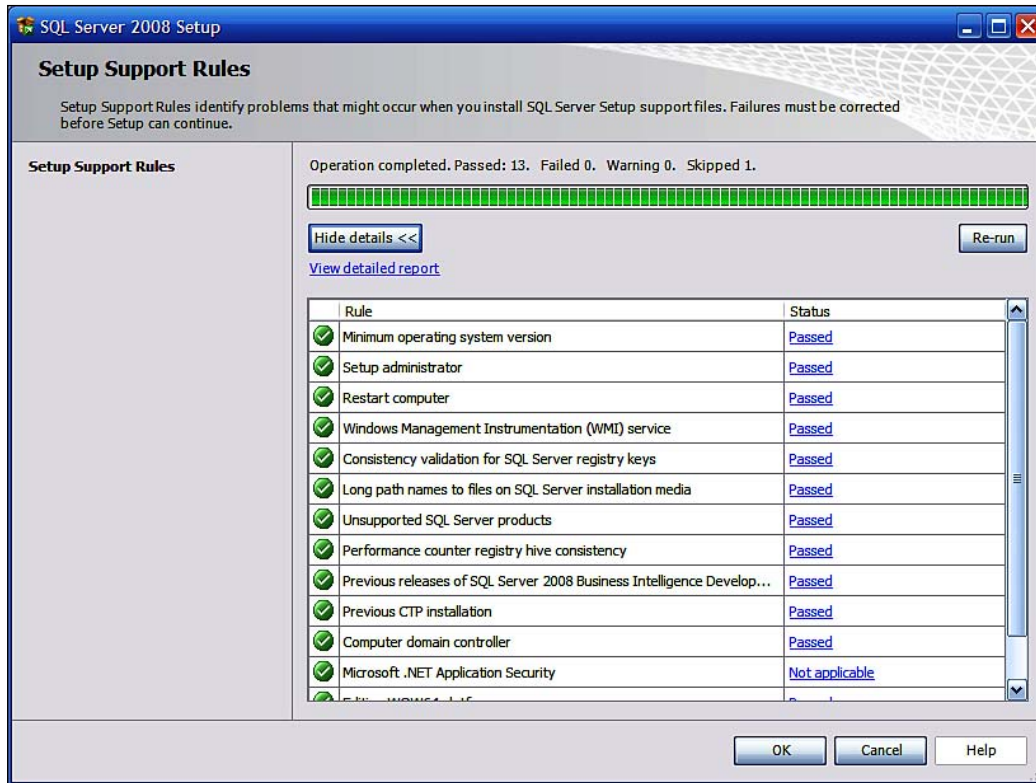 SQL Server 2008 Setup
Setup Support Rules
Setup Support Rules identify problems that might occur when you install SQL Server Setup support files. Failures must be corrected
before Setup can continue.
Setup Support Rules
Operation completed. Passed: 13. Failed 0. Warning 0. Skipped 1.
Hide details <<
Re-run
View detailed report
Rule Status
Minimum operating system version Passed
Setup administrator Passed
Restart computer Passed
Windows Management Instrumentation (WMI) service Passed
Consistency validation for SQL Server registry keys Passed
Long path names to files on SQL Server installation media Passed
Unsupported SQL Server products Passed
Performance counter registry hive consistency Passed
Previous releases of SQL Server 2008 Business Intelligence Develop... Passed
Previous CTP installation Passed
Computer domain controller Passed
Microsoft .NET Application Security Not applicable
OK Cancel Help